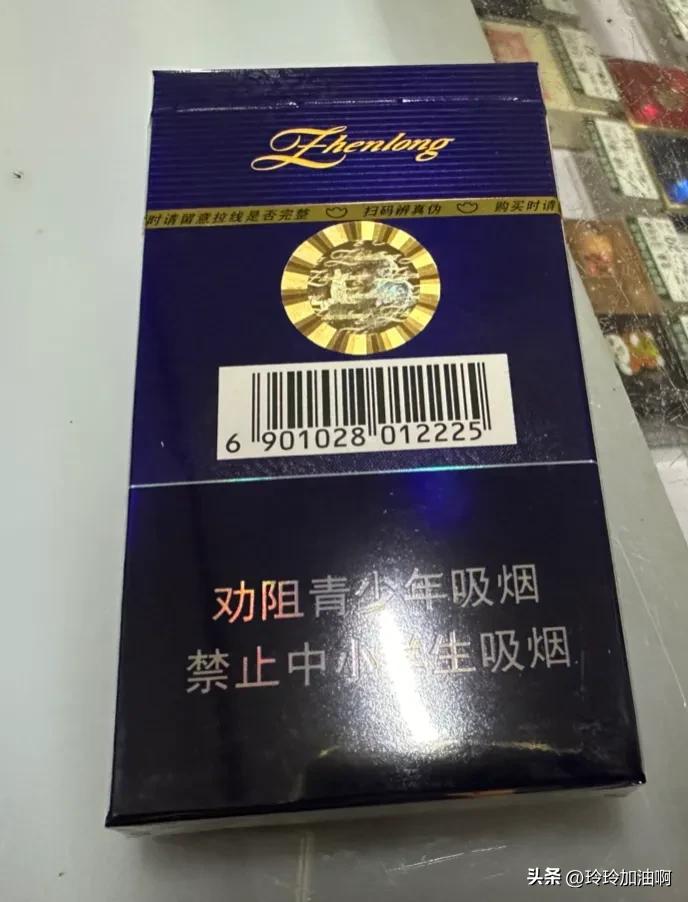 Zhenlong
时请留意拉线是否完整 扫码辨真伪 购买时请
6 901028 012225
劝阻青少年吸烟
禁止中小学生吸烟
头条 @玲玲加油啊